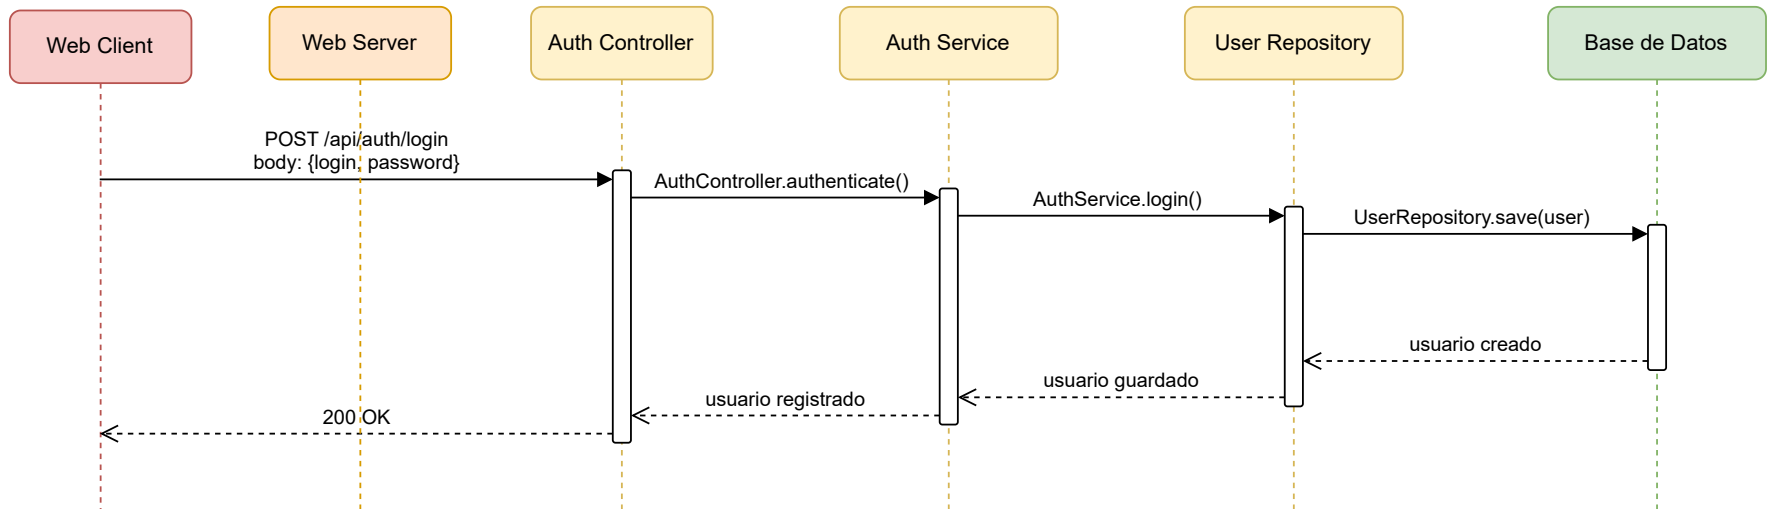 Web Client
Web Server
Auth Controller
Auth Service
User Repository
Base de Datos
POST /api/auth/login
body: {login, password}
AuthController.authenticate()
AuthService.login()
UserRepository.save(user)
usuario creado
usuario guardado
usuario registrado
200 OK